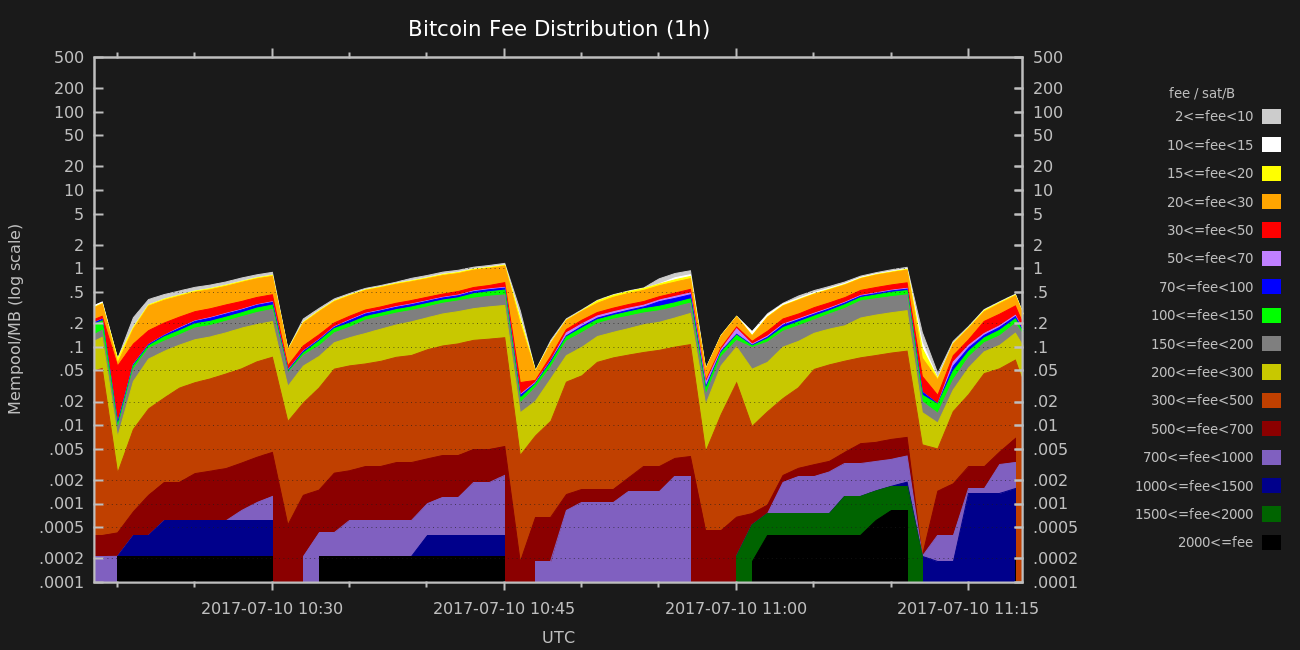 Bitcoin Fee Distribution (1h)
Mempool/MB (log scale)
500
200
100
50
20
10
5
2
1
.5
.2
.1
.05
.02
.01
.005
.002
.001
.0005
.0002
.0001
500
200
100
50
20
10
5
2
1
.5
.2
.1
.05
.02
.01
.005
.002
.001
.0005
.0002
.0001
2017-07-10 10:30
2017-07-10 10:45
2017-07-10 11:00
2017-07-10 11:15
UTC
fee / sat/B
2<=fee<10
10<=fee<15
15<=fee<20
20<=fee<30
30<=fee<50
50<=fee<70
70<=fee<100
100<=fee<150
150<=fee<200
200<=fee<300
300<=fee<500
500<=fee<700
700<=fee<1000
1000<=fee<1500
1500<=fee<2000
2000<=fee